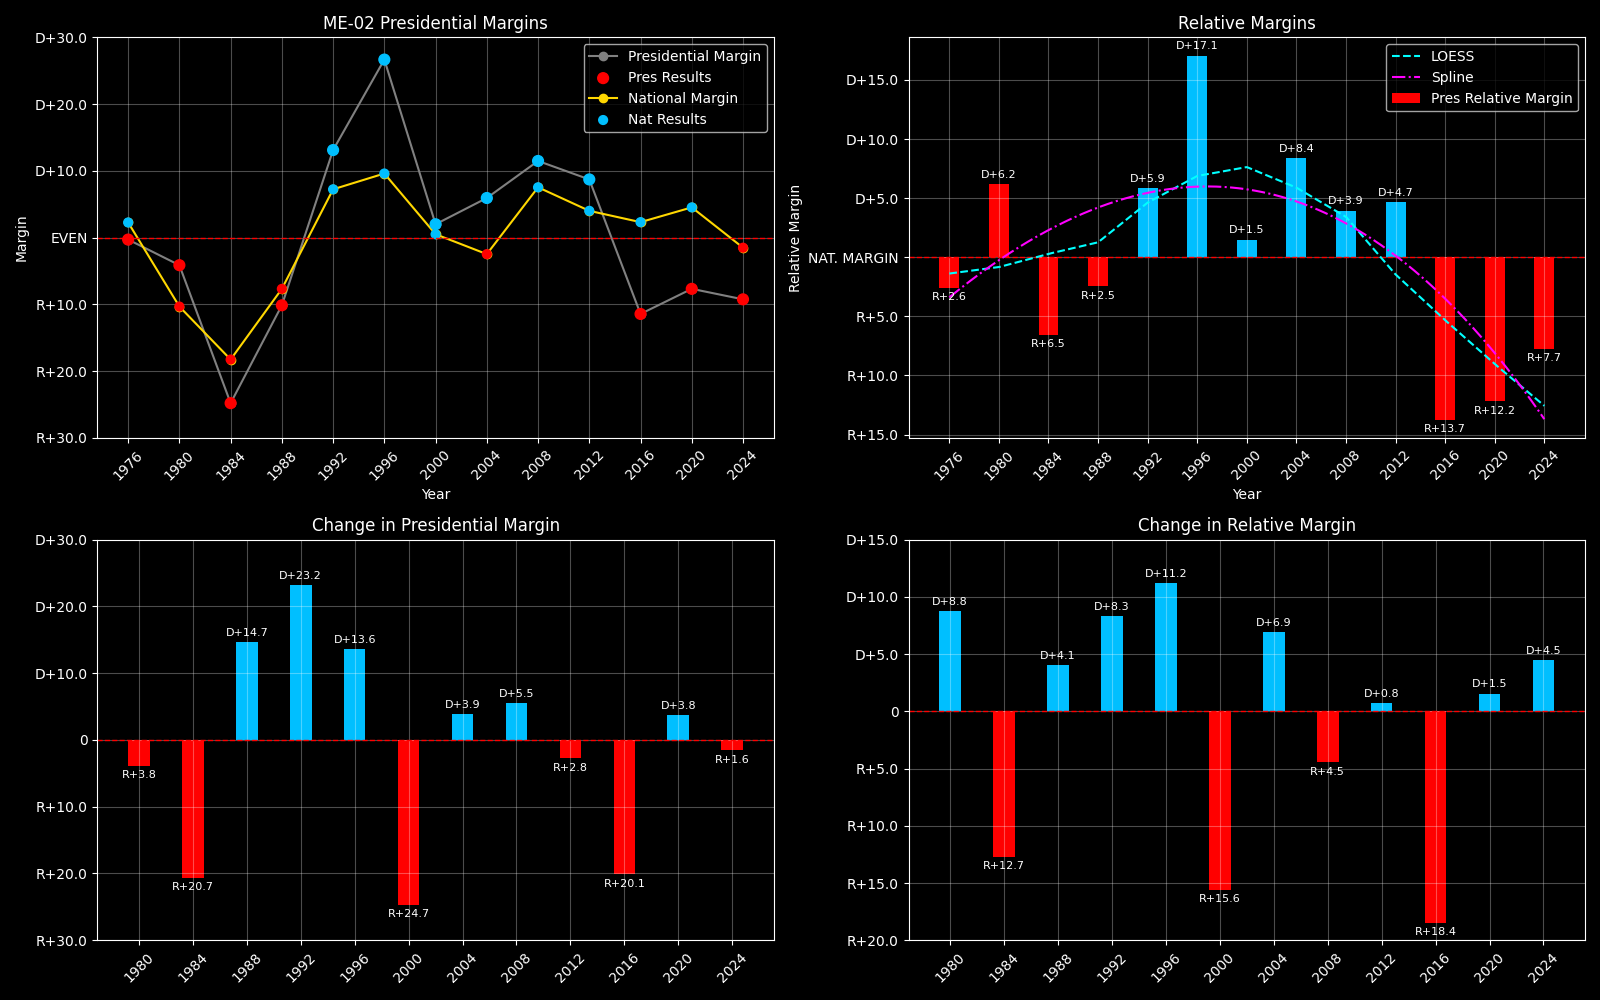 ME-02 Presidential Margins
D+30.0
D+20.0
D+10.0
EVEN
R+10.0
R+20.0
R+30.0
Margin
Presidential Margin
Pres Results
National Margin
Nat Results
1976
1980
1984
1988
1992
1996
2000
2004
2008
2012
2016
2020
2024
Year
Relative Margins
D+15.0
D+10.0
D+5.0
NAT. MARGIN
R+5.0
R+10.0
R+15.0
Relative Margin
LOESS
Spline
Pres Relative Margin
R+2.6
D+6.2
R+6.5
R+2.5
D+5.9
D+17.1
D+1.5
D+8.4
D+3.9
D+4.7
R+13.7
R+12.2
R+7.7
1976
1980
1984
1988
1992
1996
2000
2004
2008
2012
2016
2020
2024
Year
Change in Presidential Margin
D+30.0
D+20.0
D+10.0
0
R+10.0
R+20.0
R+30.0
R+3.8
R+20.7
D+14.7
D+23.2
D+13.6
R+24.7
D+3.9
D+5.5
R+2.8
R+20.1
D+3.8
R+1.6
1980
1984
1988
1992
1996
2000
2004
2008
2012
2016
2020
2024
Change in Relative Margin
D+15.0
D+10.0
D+5.0
0
R+5.0
R+10.0
R+15.0
R+20.0
D+8.8
R+12.7
D+4.1
D+8.3
D+11.2
R+15.6
D+6.9
R+4.5
D+0.8
R+18.4
D+1.5
D+4.5
1980
1984
1988
1992
1996
2000
2004
2008
2012
2016
2020
2024